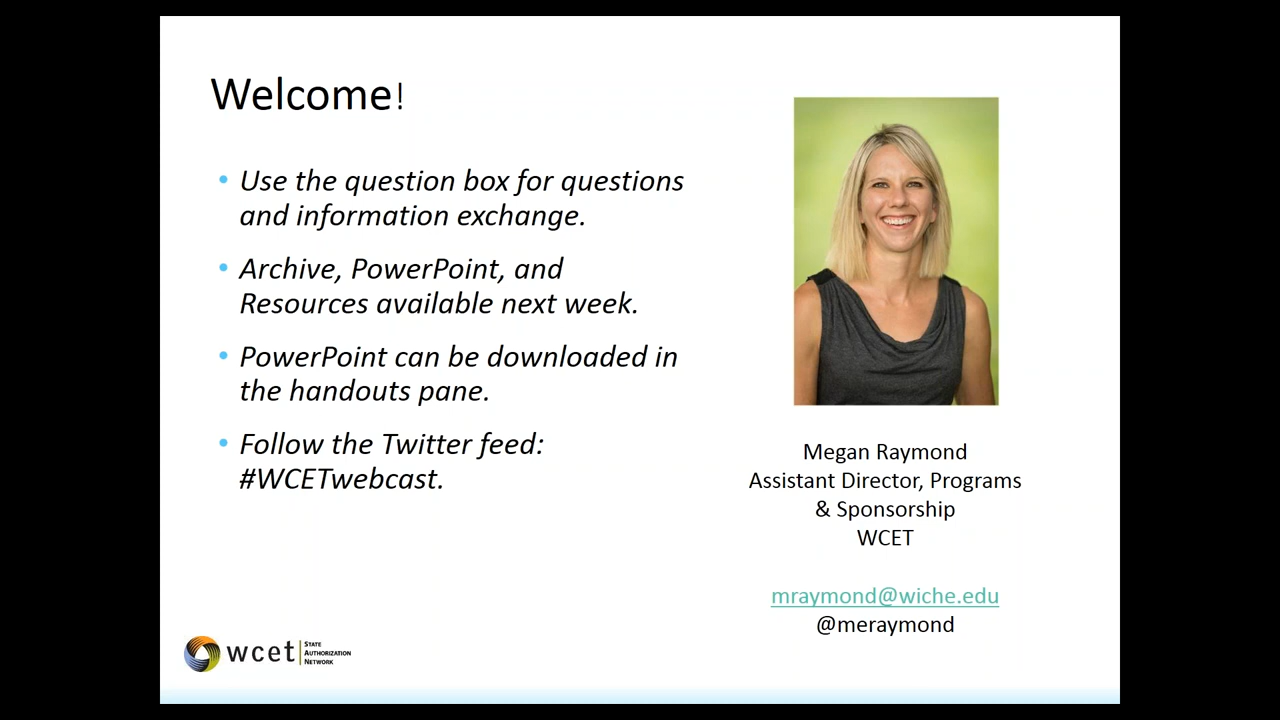 Welcome!
Use the question box for questions
and information exchange.
Archive, PowerPoint, and
Resources available next week.
PowerPoint can be downloaded in
the handouts pane.
Follow the Twitter feed:
#WCETwebcast.
Megan Raymond
Assistant Director, Programs
& Sponsorship
WCET
mraymond@wiche.edu
@meraymond
wcet
STATE
AUTHORIZATION
NETWORK